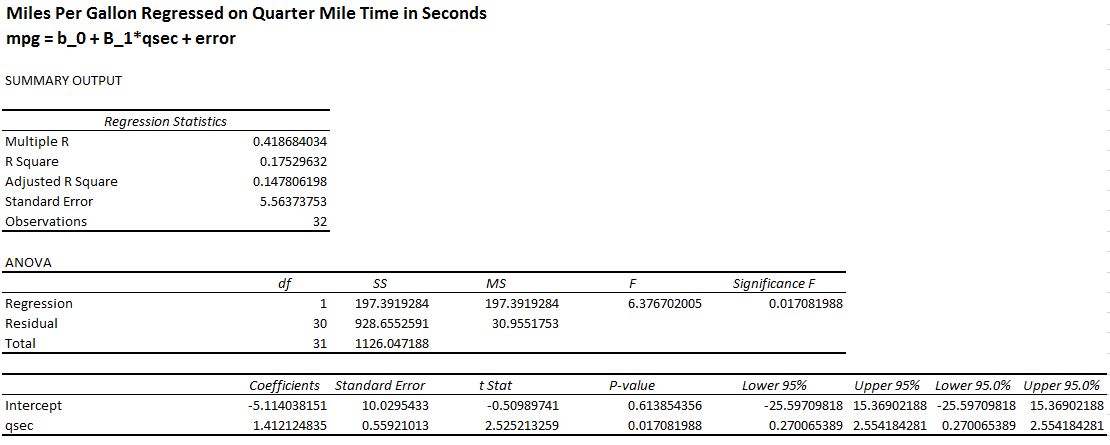 Miles Per Gallon Regressed on Quarter Mile Time in Seconds
mpg = b_0 + B_1*qsec + error
SUMMARY OUTPUT
Regression Statistics
Multiple R 0.418684034
R Square 0.17529632
Adjusted R Square 0.147806198
Standard Error 5.56373753
Observations 32
ANOVA
df SS MS F Significance F
Regression 1 197.3919284 197.3919284 6.376702005 0.017081988
Residual 30 928.6552591 30.9551753
Total 31 1126.047188
Coefficients Standard Error t Stat P-value Lower 95% Upper 95% Lower 95.0% Upper 95.0%
Intercept -5.114038151 10.0295433 -0.50989741 0.613854356 -25.59709818 15.36902188 -25.59709818 15.36902188
qsec 1.412124835 0.55921013 2.525213259 0.017081988 0.270065389 2.554184281 0.270065389 2.554184281